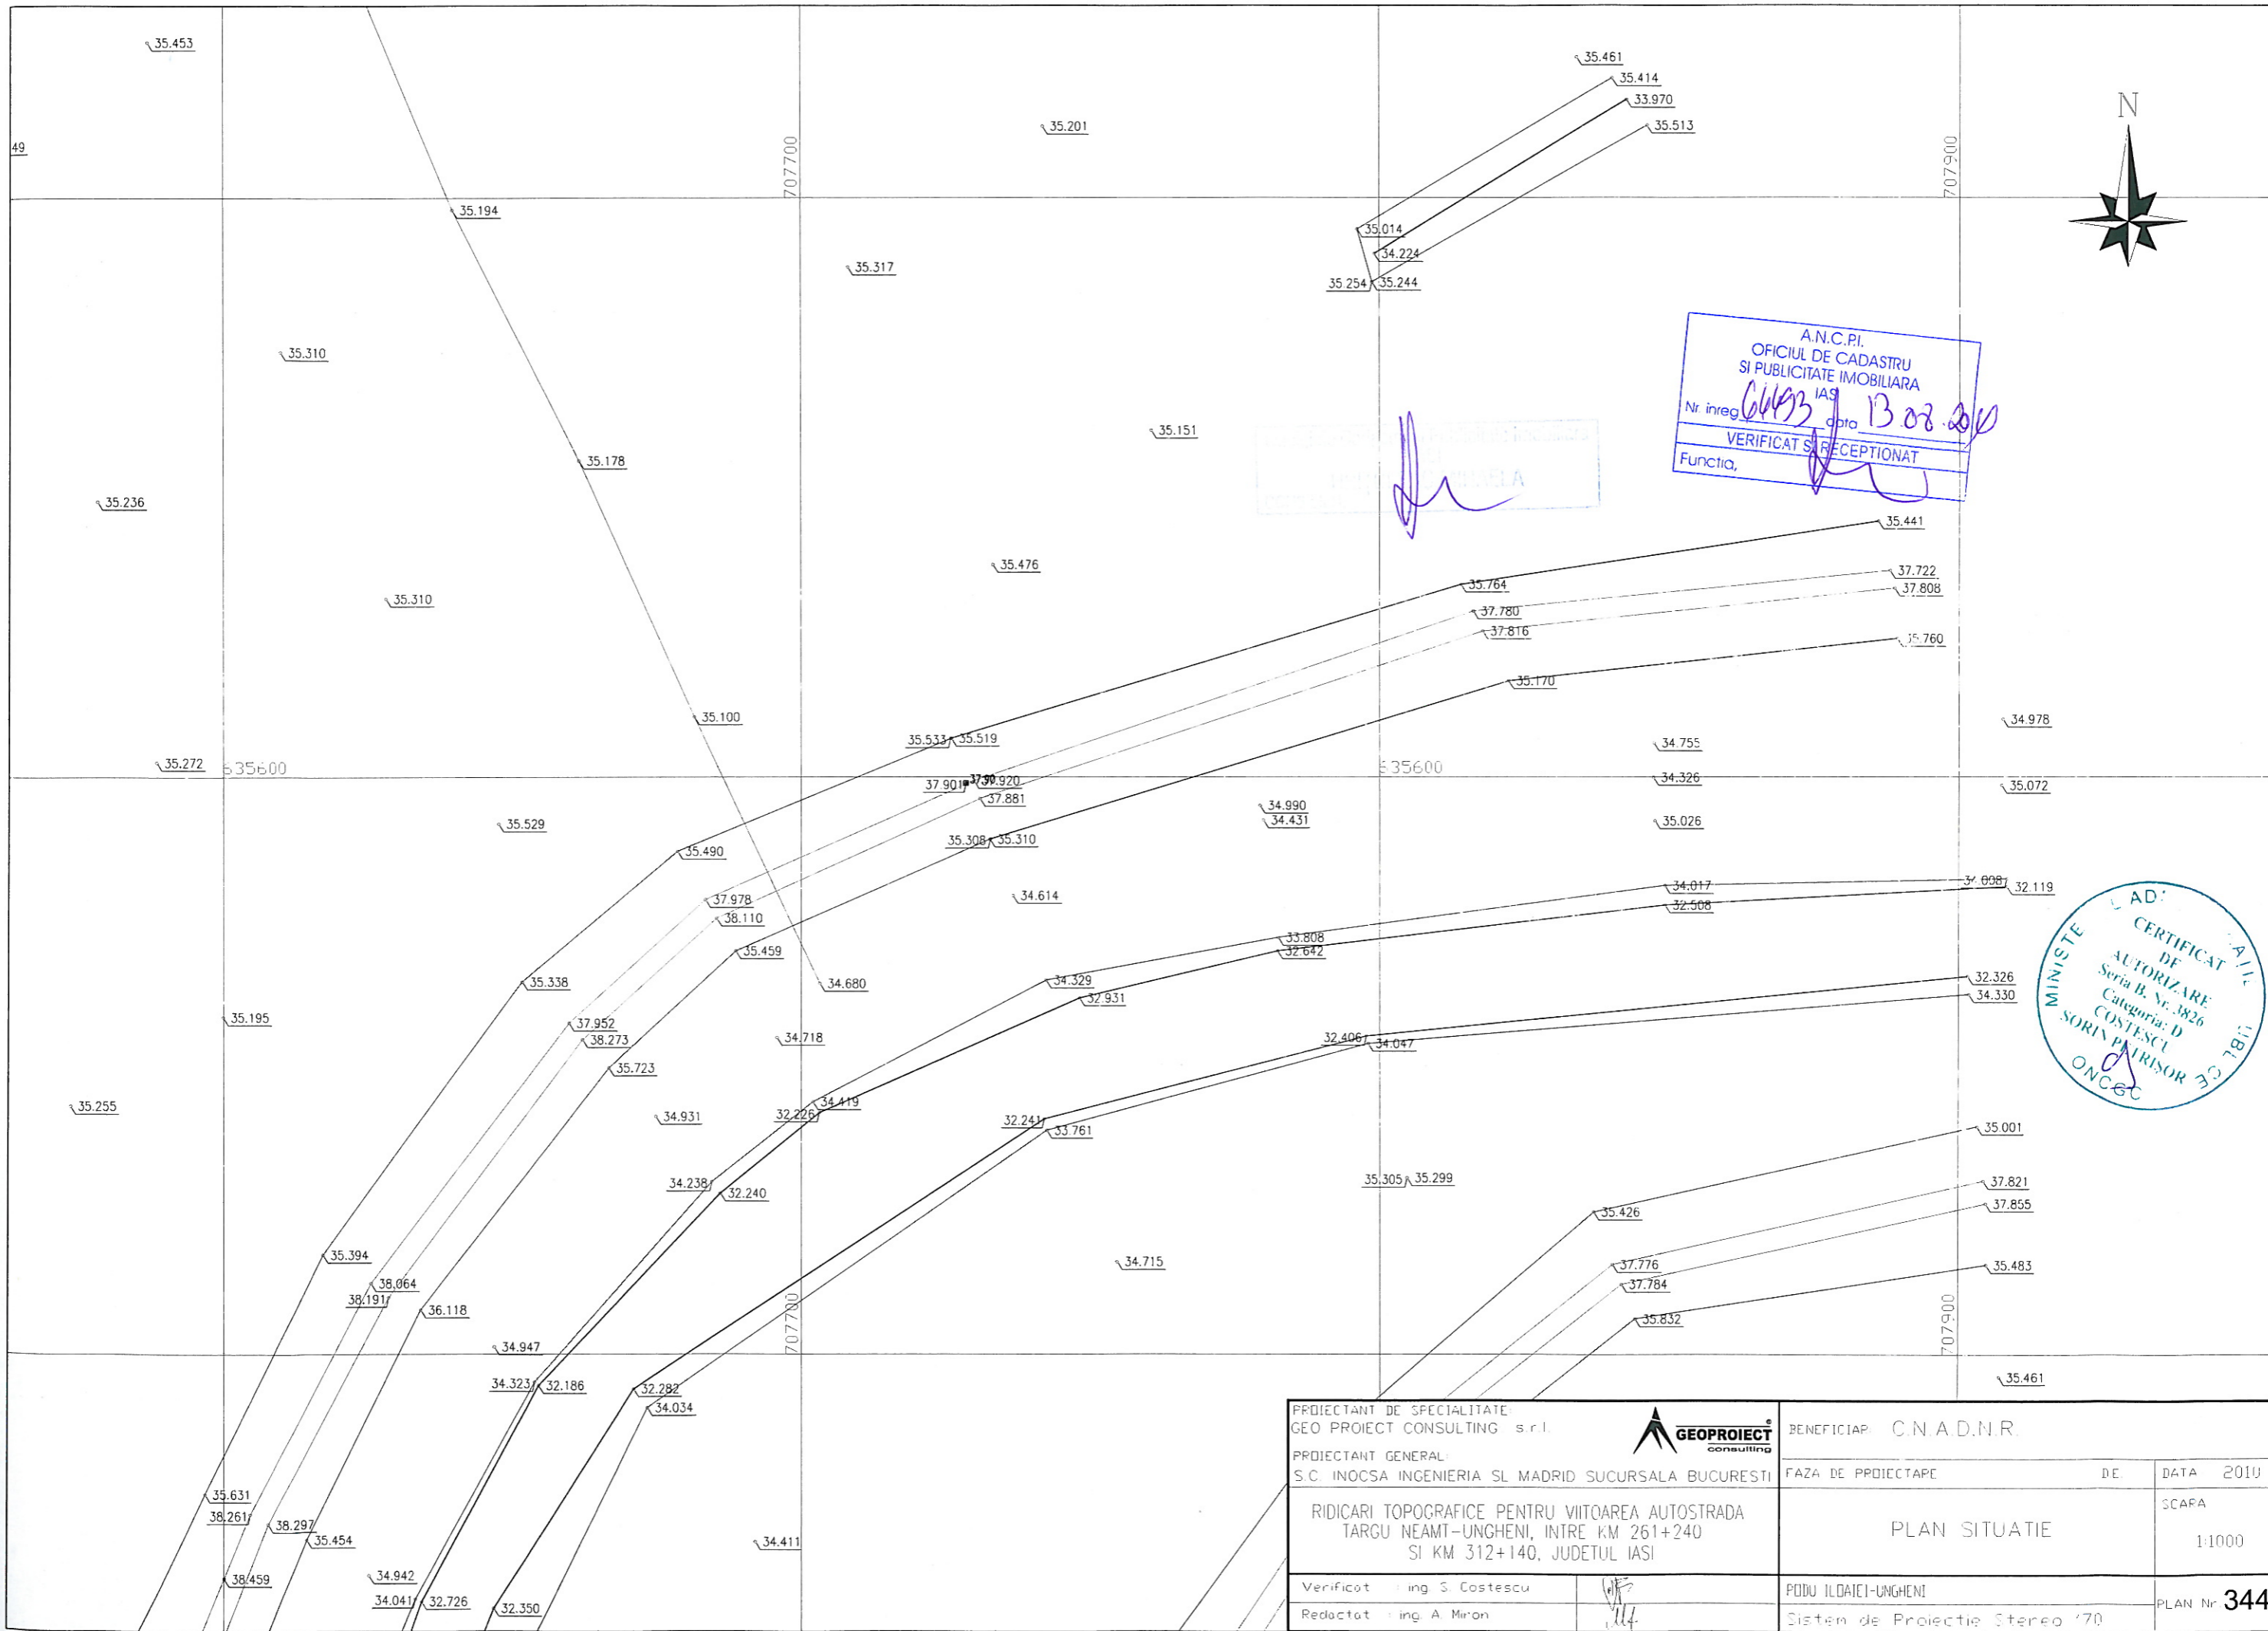 35.453
35.461
35.414
33.970
35.201
35.513
49
707700
707900
N
35.194
35.014
34.224
35.317
35.254 35.244
35.310
A.N.C.P.I.
OFICIUL DE CADASTRU
SI PUBLICITATE IMOBILIARA
IASI
Nr. inreg data
VERIFICAT SI RECEPTIONAT
Functia,
35.151
35.178
35.236
35.441
35.476
35.764
37.722
37.808
35.310
37.780
37.816
35.760
35.170
35.100
34.978
35.533 35.519
34.755
35.272 635600
635600
34.326
37.901 37.920
35.072
37.881
34.990
34.431
35.026
35.529
35.308 35.310
35.490
34.017
32.119
34.614
32.508
37.978
38.110
33.808
32.642
35.459
CERTIFICAT
DE
AUTORIZARE
Seria B. Nr. 3826
Categoria: D
COSTESCU
SORIN PETRISOR
ONCGC
MINISTE
35.338
34.680
34.329
32.326
32.931
34.330
35.195
37.952
38.273
34.718
32.406 34.047
35.723
35.255
34.931
34.419
32.226
32.241
33.761
35.001
34.238
32.240
35.305 35.299
37.821
37.855
35.426
35.394
34.715
35.483
38.064
38.191
37.776
37.784
36.118
707700
35.832
707900
34.947
34.323 32.186
32.282
35.461
34.034
35.631
38.261 38.297
35.454
34.411
38.459
34.942
34.041 32.726
32.350
PROIECTANT DE SPECIALITATE
GEO PROIECT CONSULTING s.r.l.
GEOPROIECT
consulting
PROIECTANT GENERAL:
S.C. INOCSA INGENIERIA SL MADRID SUCURSALA BUCURESTI
RIDICARI TOPOGRAFICE PENTRU VIITOAREA AUTOSTRADA
TARGU NEAMT-UNGHENI, INTRE KM 261+240
SI KM 312+140, JUDETUL IASI
Verificat : ing. S. Costescu
Redactat : ing. A. Miron
BENEFICIAR: C.N.A.D.N.R.
FAZA DE PROIECTARE D.E. DATA 2010
PLAN SITUATIE
SCARA
1:1000
PODU ILOAIEI-UNGHENI
Sistem de Proiectie Stereo '70
PLAN Nr. 344